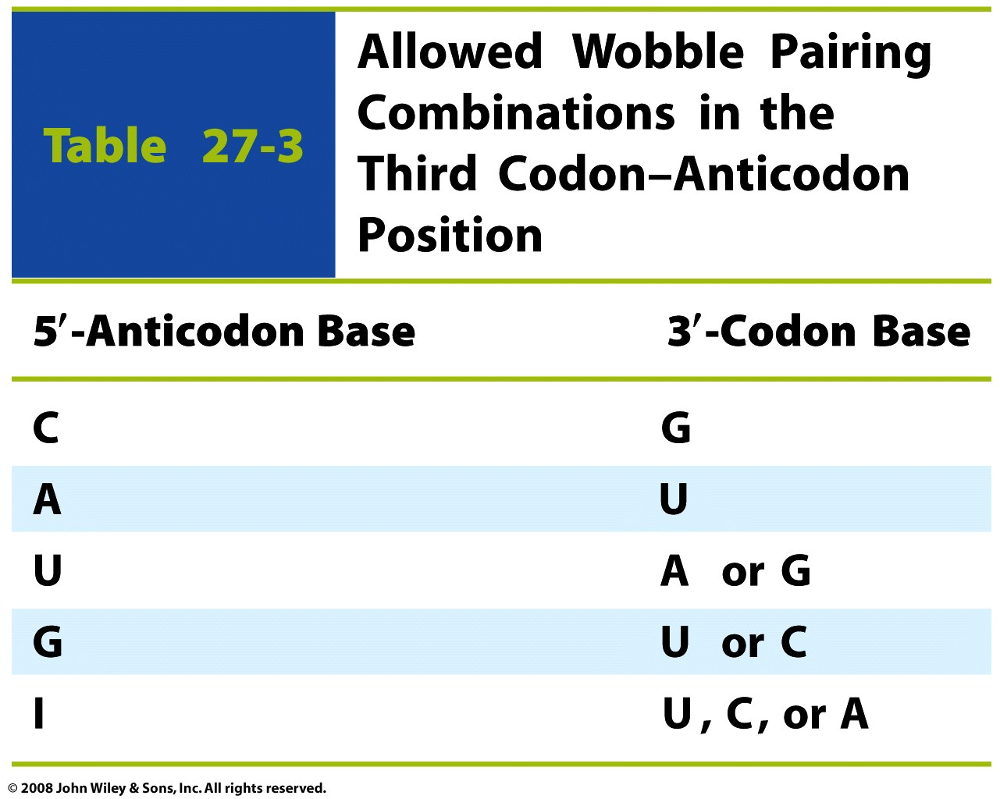 Table 27-3
Allowed Wobble Pairing
Combinations in the
Third Codon–Anticodon
Position
5′-Anticodon Base 3′-Codon Base
C G
A U
U A or G
G U or C
I U, C, or A
© 2008 John Wiley & Sons, Inc. All rights reserved.